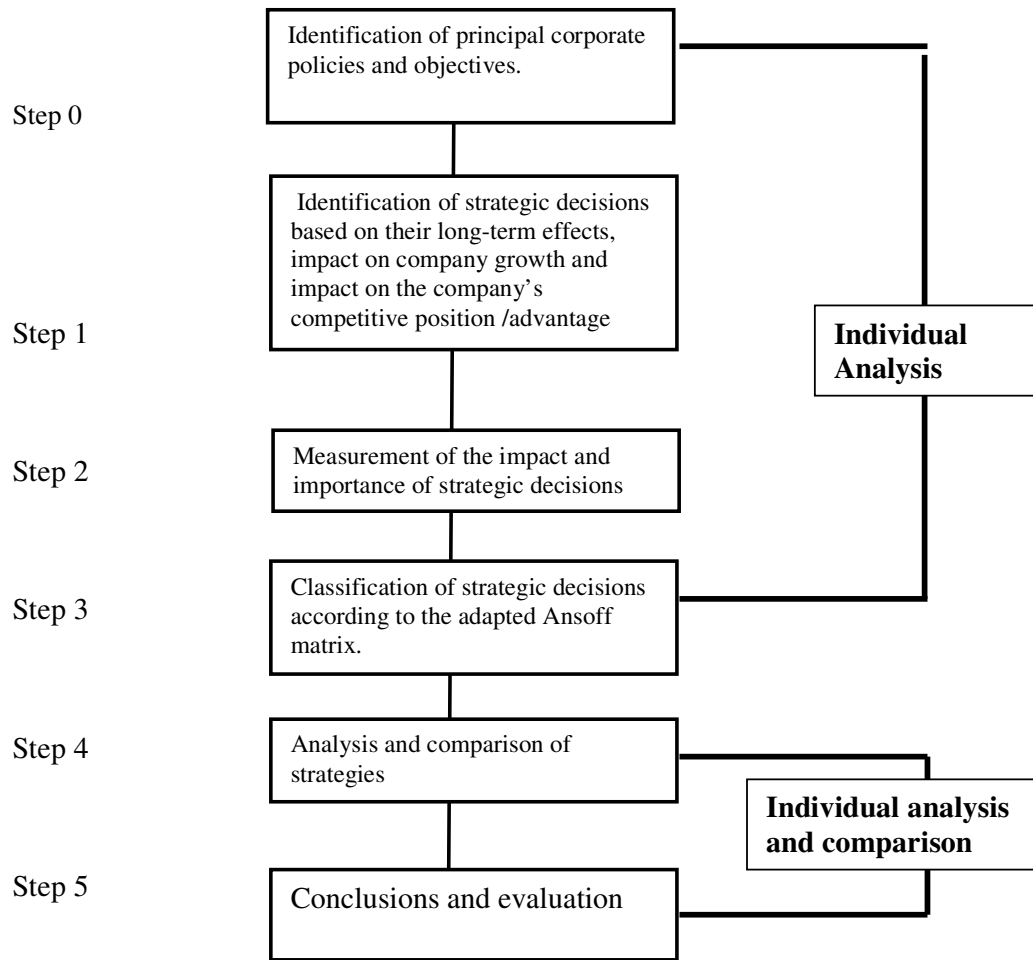 Identification of principal corporate
policies and objectives.
Step 0
Identification of strategic decisions
based on their long-term effects,
impact on company growth and
impact on the company’s
competitive position /advantage
Step 1
Individual
Analysis
Step 2
Measurement of the impact and
importance of strategic decisions
Step 3
Classification of strategic decisions
according to the adapted Ansoff
matrix.
Step 4
Analysis and comparison of
strategies
Individual analysis
and comparison
Step 5
Conclusions and evaluation